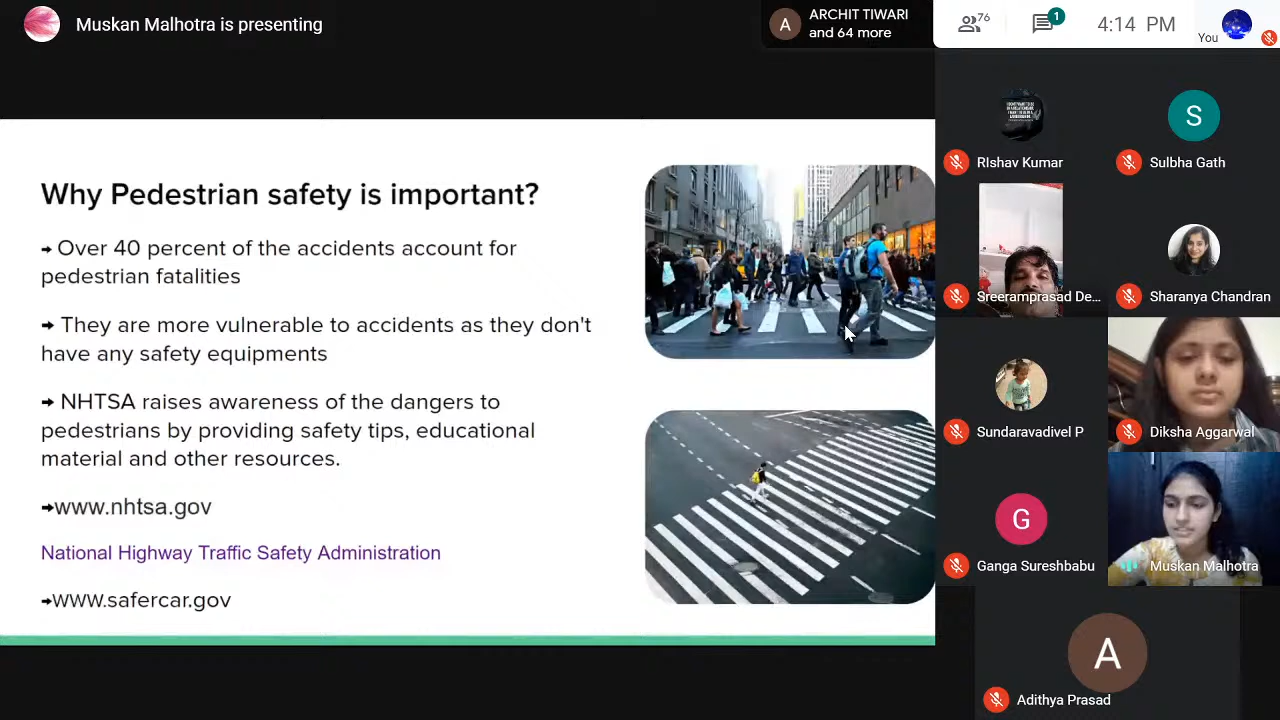 Muskan Malhotra is presenting
A
ARCHIT TIWARI
and 64 more
76
1
4:14 PM
You
Why Pedestrian safety is important?
➞ Over 40 percent of the accidents account for
pedestrian fatalities
➞ They are more vulnerable to accidents as they don't
have any safety equipments
➞ NHTSA raises awareness of the dangers to
pedestrians by providing safety tips, educational
material and other resources.
➞www.nhtsa.gov
National Highway Traffic Safety Administration
➞www.safercar.gov
RIshav Kumar
S
Sulbha Gath
Sreeramprasad De...
Sharanya Chandran
Sundaravadivel P
Diksha Aggarwal
G
Ganga Sureshbabu
Muskan Malhotra
A
Adithya Prasad